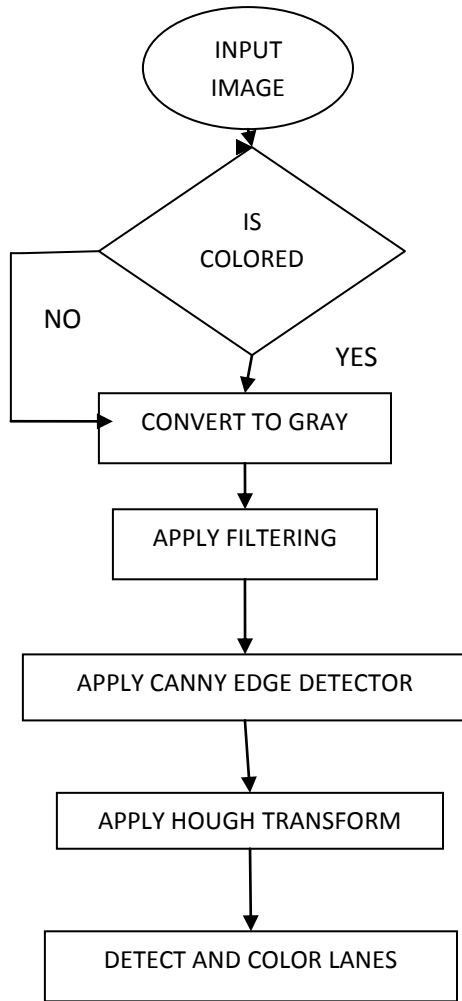 INPUT
IMAGE
IS
COLORED
NO
YES
CONVERT TO GRAY
APPLY FILTERING
APPLY CANNY EDGE DETECTOR
APPLY HOUGH TRANSFORM
DETECT AND COLOR LANES